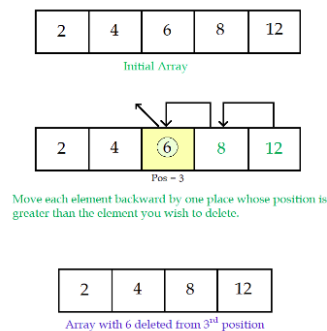 2 4 6 8 12
Initial Array
2 4 6 8 12
Pos = 3
Move each element backward by one place whose position is
greater than the element you wish to delete.
2 4 8 12
Array with 6 deleted from 3rd position